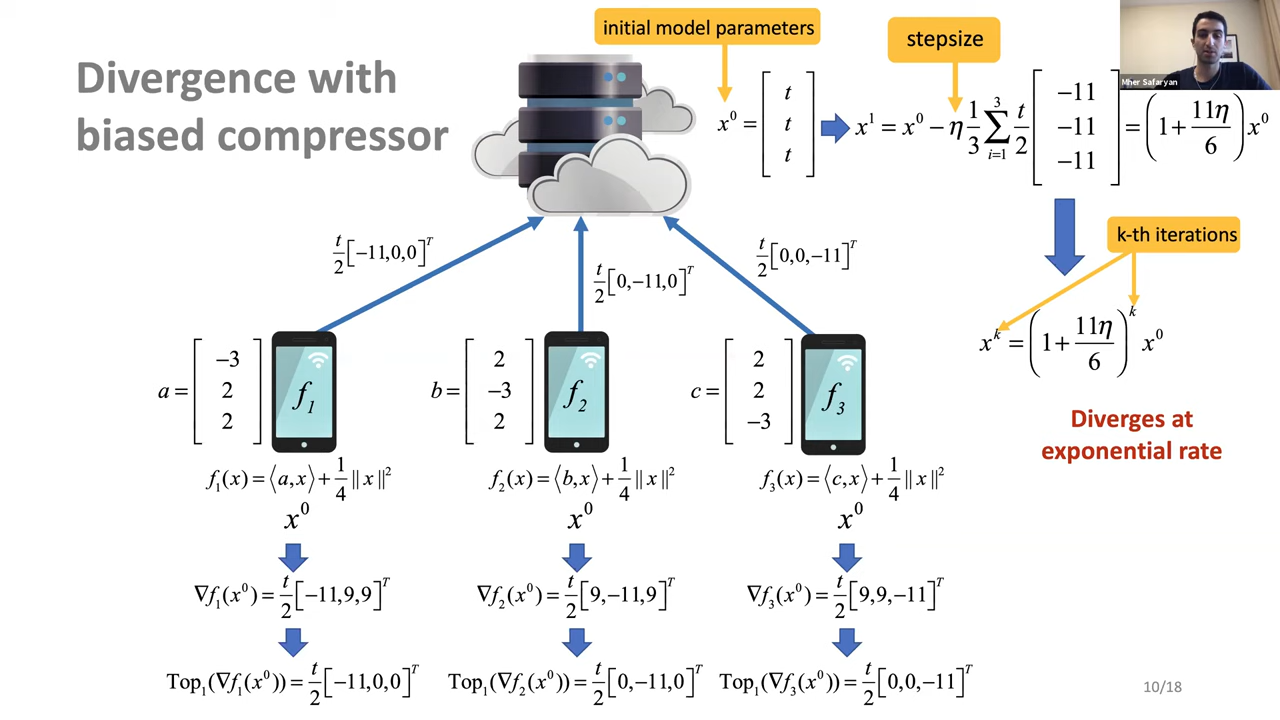 Divergence with
biased compressor
initial model parameters
stepsize
Mher Safaryan
x⁰ = [ t t t ]
x¹ = x⁰ − η 1/3 ∑_{i=1}^{3} t/2 [ −11 −11 −11 ] = (1 + 11η/6) x⁰
k-th iterations
xᵏ = (1 + 11η/6)ᵏ x⁰
Diverges at
exponential rate
t/2 [−11,0,0]ᵀ
t/2 [0,−11,0]ᵀ
t/2 [0,0,−11]ᵀ
a = [ −3 2 2 ]
f₁
b = [ 2 −3 2 ]
f₂
c = [ 2 2 −3 ]
f₃
f₁(x) = ⟨a,x⟩ + 1/4 ||x||²
f₂(x) = ⟨b,x⟩ + 1/4 ||x||²
f₃(x) = ⟨c,x⟩ + 1/4 ||x||²
x⁰
x⁰
x⁰
∇f₁(x⁰) = t/2 [−11,9,9]ᵀ
∇f₂(x⁰) = t/2 [9,−11,9]ᵀ
∇f₃(x⁰) = t/2 [9,9,−11]ᵀ
Top₁(∇f₁(x⁰)) = t/2 [−11,0,0]ᵀ
Top₁(∇f₂(x⁰)) = t/2 [0,−11,0]ᵀ
Top₁(∇f₃(x⁰)) = t/2 [0,0,−11]ᵀ
10/18